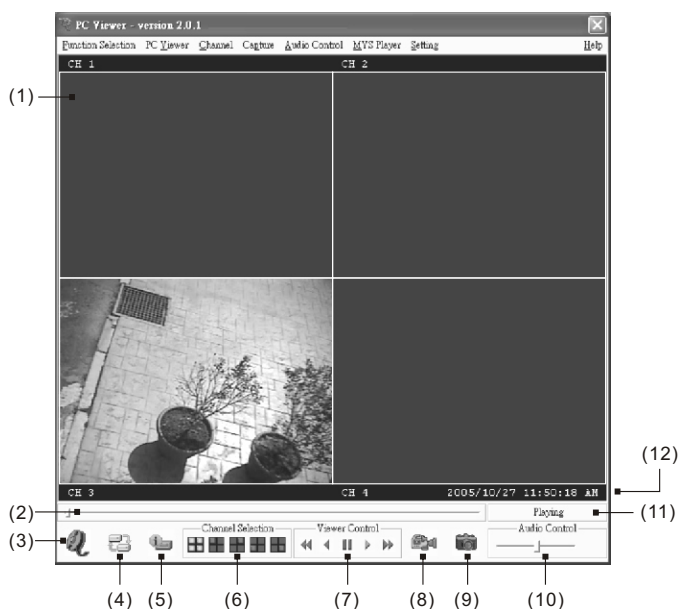 PC Viewer - version 2.0.1
Function Selection PC Viewer Channel Capture Audio Control MVS Player Setting Help
CH 1 CH 2
(1)
CH 3 CH 4 2005/10/27 11:50:18 AM
(12)
(2)
Playing
(11)
(3)
Channel Selection Viewer Control Audio Control
(4) (5) (6) (7) (8) (9) (10)